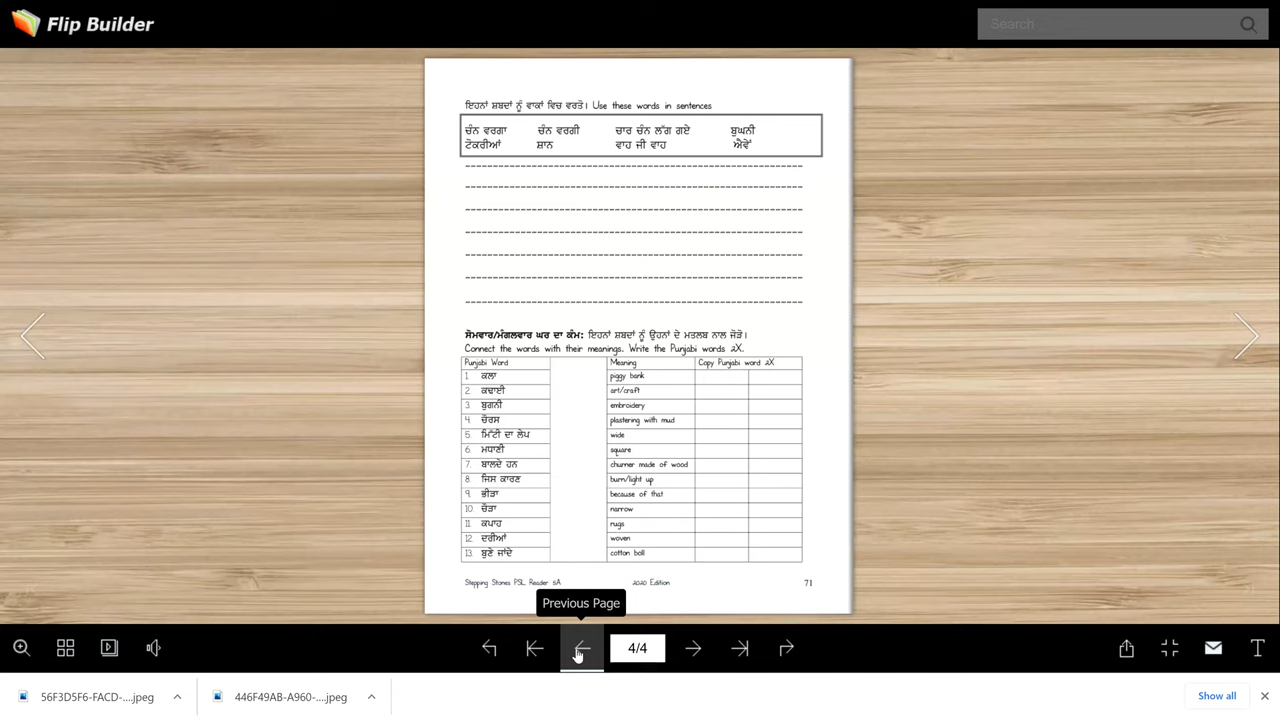 Flip Builder
Search
ਇਹਨਾਂ ਸ਼ਬਦਾਂ ਨੂੰ ਵਾਕਾਂ ਵਿਚ ਵਰਤੋ। Use these words in sentences
ਚੰਨ ਵਰਗਾ ਚੰਨ ਵਰਗੀ ਚਾਰ ਚੰਨ ਲੱਗ ਗਏ ਬੁਘਨੀ
ਟੋਕਰੀਆਂ ਸ਼ਾਨ ਵਾਹ ਜੀ ਵਾਹ ਐਵੇਂ
ਸੋਮਵਾਰ/ਮੰਗਲਵਾਰ ਘਰ ਦਾ ਕੰਮ: ਇਹਨਾਂ ਸ਼ਬਦਾਂ ਨੂੰ ਉਹਨਾਂ ਦੇ ਮਤਲਬ ਨਾਲ ਜੋੜੋ।
Connect the words with their meanings. Write the Punjabi words 2X.
Punjabi Word Meaning Copy Punjabi word 2X
1. ਕਲਾ piggy bank
2. ਕਢਾਈ art/craft
3. ਬੁਗਨੀ embroidery
4. ਚੋਰਸ plastering with mud
5. ਮਿੱਟੀ ਦਾ ਲੇਪ wide
6. ਮਧਾਣੀ square
7. ਬਾਲਦੇ ਹਨ churner made of wood
8. ਜਿਸ ਕਾਰਣ burn/light up
9. ਭੀੜਾ because of that
10. ਚੌੜਾ narrow
11. ਕਪਾਹ rugs
12. ਦਰੀਆਂ woven
13. ਬੁਣੇ ਜਾਂਦੇ cotton boll
Stepping Stones PSL Reader 5A 2020 Edition 71
Previous Page
4/4
56F3D5F6-FACD-....jpeg 446F49AB-A960-....jpeg Show all